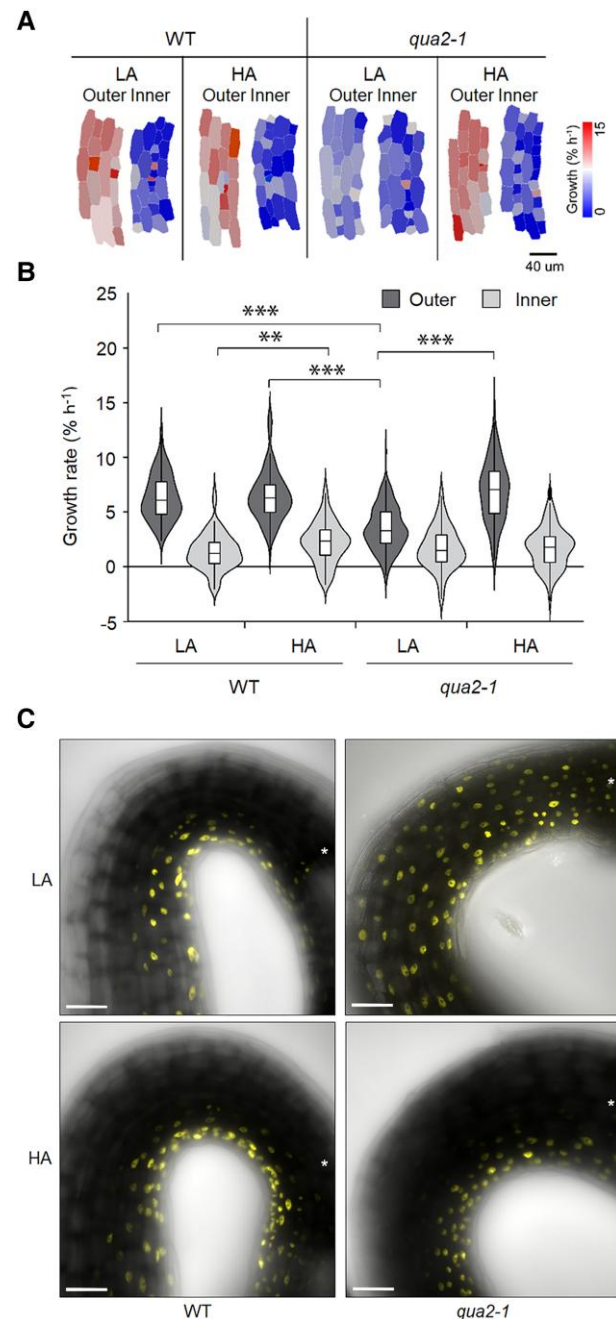 A
WT qua2-1
LA HA LA HA
Outer Inner Outer Inner Outer Inner Outer Inner
15
Growth (% h-1)
0
40 um
B
Outer Inner
25
20
15
10
5
0
-5
Growth rate (% h-1)
***
**
***
***
LA HA LA HA
WT qua2-1
C
LA
*
*
HA
*
*
WT qua2-1